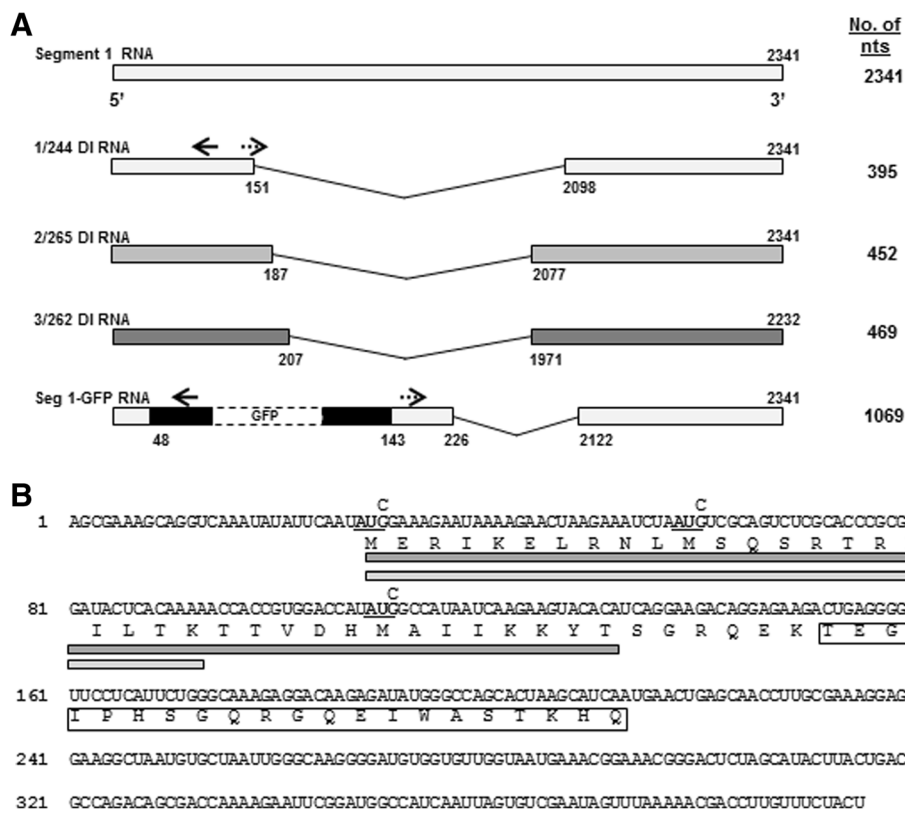 A
No. of
nts
Segment 1 RNA
2341
2341
5’
3’
1/244 DI RNA
2341
395
151
2098
2/265 DI RNA
2341
452
187
2077
3/262 DI RNA
2232
469
207
1971
Seg 1-GFP RNA
2341
GFP
1069
48
143
226
2122
B
C C
1 AGCGAAAGCAGGUCAAAUAUAUUCAAUAUGGAAAGAAUAAAAGAACUAAGAAAUCUAAUGUCGCAGUCUCGCACCCGCG
M E R I K E L R N L M S Q S R T R
C
81 GAUACUCACAAAAACCACCGUGGACCAUAUGGCCAUAAUCAAGAAGUACACAUCAGGAAGACAGGAGAAGACUGAGGGG
I L T K T T V D H M A I I K K Y T S G R Q E K T E G
161 UUCCUCAUUCUGGGCAAAGAGGACAAGAGAUAUGGGCCAGCACUAAGCAUCAAUGAACUGAGCAACCUUGCGAAAGGAG
I P H S G Q R G Q E I W A S T K H Q
241 GAAGGCUAAUGUGCUAAUUGGGCAAGGGGAUGUGGUGUUGGUAAUGAAACGGAAACGGGACUCUAGCAUACUUACUGAC
321 GCCAGACAGCGACCAAAAGAAUUCGGAUGGCCAUCAAUUAGUGUCGAAUAGUUUAAAAACGACCUUGUUUCUACU